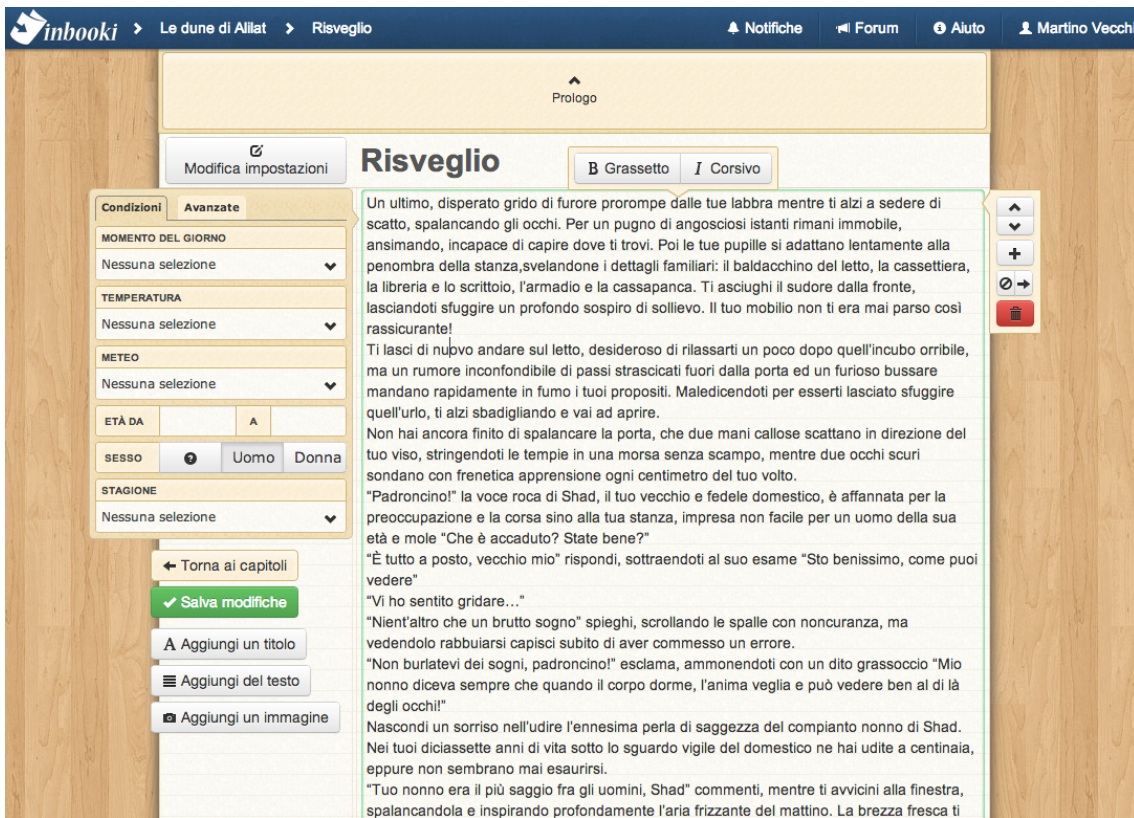 inbooki
Le dune di Alilat
Risveglio
Notifiche
Forum
Aiuto
Martino Vecchi
Prologo
Modifica impostazioni
Risveglio
B Grassetto
I Corsivo
Condizioni
Avanzate
MOMENTO DEL GIORNO
Nessuna selezione
TEMPERATURA
Nessuna selezione
METEO
Nessuna selezione
ETÀ DA
A
SESSO
Uomo
Donna
STAGIONE
Nessuna selezione
Torna ai capitoli
Salva modifiche
A Aggiungi un titolo
Aggiungi del testo
Aggiungi un immagine
Un ultimo, disperato grido di furore prorompe dalle tue labbra mentre ti alzi a sedere di
scatto, spalancando gli occhi. Per un pugno di angosciosi istanti rimani immobile,
ansimando, incapace di capire dove ti trovi. Poi le tue pupille si adattano lentamente alla
penombra della stanza,svelandone i dettagli familiari: il baldacchino del letto, la cassettiera,
la libreria e lo scrittoio, l'armadio e la cassapanca. Ti asciughi il sudore dalla fronte,
lasciandoti sfuggire un profondo sospiro di sollievo. Il tuo mobilio non ti era mai parso così
rassicurante!
Ti lasci di nuovo andare sul letto, desideroso di rilassarti un poco dopo quell'incubo orribile,
ma un rumore inconfondibile di passi strascicati fuori dalla porta ed un furioso bussare
mandano rapidamente in fumo i tuoi propositi. Maledicendoti per esserti lasciato sfuggire
quell'urlo, ti alzi sbadigliando e vai ad aprire.
Non hai ancora finito di spalancare la porta, che due mani callose scattano in direzione del
tuo viso, stringendoti le tempie in una morsa senza scampo, mentre due occhi scuri
sondano con frenetica apprensione ogni centimetro del tuo volto.
“Padroncino!” la voce roca di Shad, il tuo vecchio e fedele domestico, è affannata per la
preoccupazione e la corsa sino alla tua stanza, impresa non facile per un uomo della sua
età e mole “Che è accaduto? State bene?”
“È tutto a posto, vecchio mio” rispondi, sottraendoti al suo esame “Sto benissimo, come puoi
vedere”
“Vi ho sentito gridare…”
“Nient'altro che un brutto sogno” spieghi, scrollando le spalle con noncuranza, ma
vedendolo rabbuiarsi capisci subito di aver commesso un errore.
“Non burlatevi dei sogni, padroncino!” esclama, ammonendoti con un dito grassoccio “Mio
nonno diceva sempre che quando il corpo dorme, l'anima veglia e può vedere ben al di là
degli occhi!”
Nascondi un sorriso nell'udire l'ennesima perla di saggezza del compianto nonno di Shad.
Nei tuoi diciassette anni di vita sotto lo sguardo vigile del domestico ne hai udite a centinaia,
eppure non sembrano mai esaurirsi.
“Tuo nonno era il più saggio fra gli uomini, Shad” commenti, mentre ti avvicini alla finestra,
spalancandola e inspirando profondamente l'aria frizzante del mattino. La brezza fresca ti